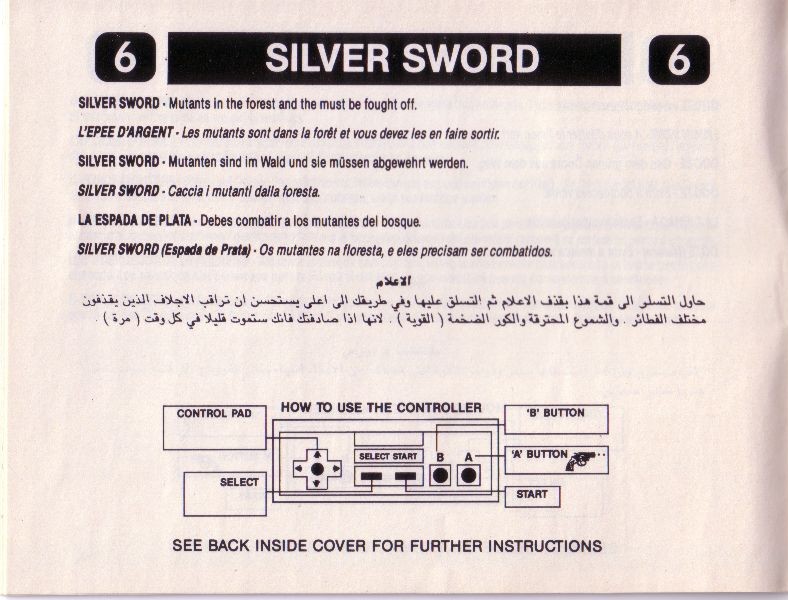 6 SILVER SWORD 6
SILVER SWORD - Mutants in the forest and the must be fought off.
L'EPEE D'ARGENT - Les mutants sont dans la forêt et vous devez les en faire sortir.
SILVER SWORD - Mutanten sind im Wald und sie müssen abgewehrt werden.
SILVER SWORD - Caccia i mutanti dalla foresta.
LA ESPADA DE PLATA - Debes combatir a los mutantes del bosque.
SILVER SWORD (Espada de Prata) - Os mutantes na floresta, e eles precisam ser combatidos.
الاعلام
حاول التسلى الى قمة هذا بقذف الاعلام ثم التسلق عليها وفي طريقك الى اعلى يستحسن ان تراقب الاجلاف الذين يقذفون
مختلف الفطائر . والشموع المحترقة والكور الضخمة ( القوية ) . لانها اذا صادفتك فانك ستموت قليلا في كل وقت ( مرة ) .
HOW TO USE THE CONTROLLER
CONTROL PAD
'B' BUTTON
SELECT START B A
'A' BUTTON
SELECT
START
SEE BACK INSIDE COVER FOR FURTHER INSTRUCTIONS